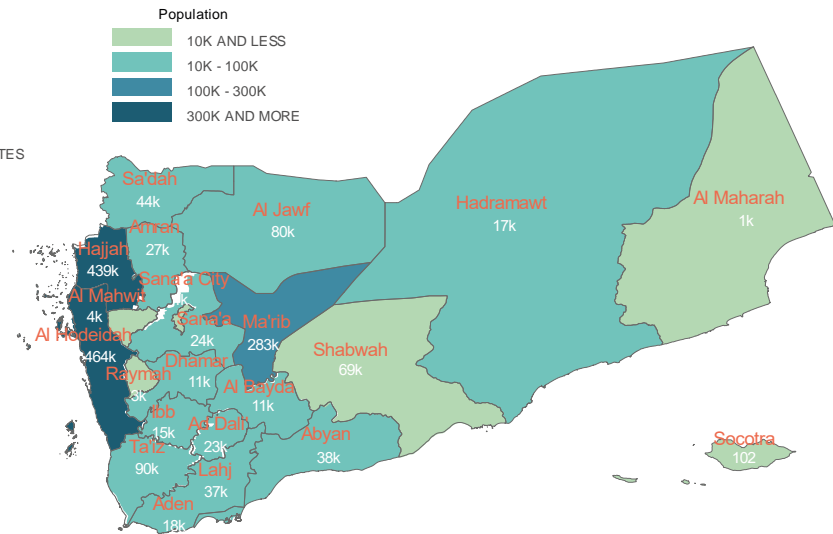 Population
10K AND LESS
10K - 100K
100K - 300K
300K AND MORE
TES
Sa'dah
44k
Al Jawf
80k
Hadramawt
17k
Al Maharah
1k
Amran
27k
Hajjah
439k
Sana'a City
Al Mahwit
4k
Sana'a
24k
Ma'rib
283k
Al Hodeidah
464k
Shabwah
69k
Dhamar
11k
Raymah
Al Bayda
11k
Ibb
15k
Ad Dali'
23k
Abyan
38k
Ta'iz
90k
Lahj
37k
Socotra
102
Aden
18k